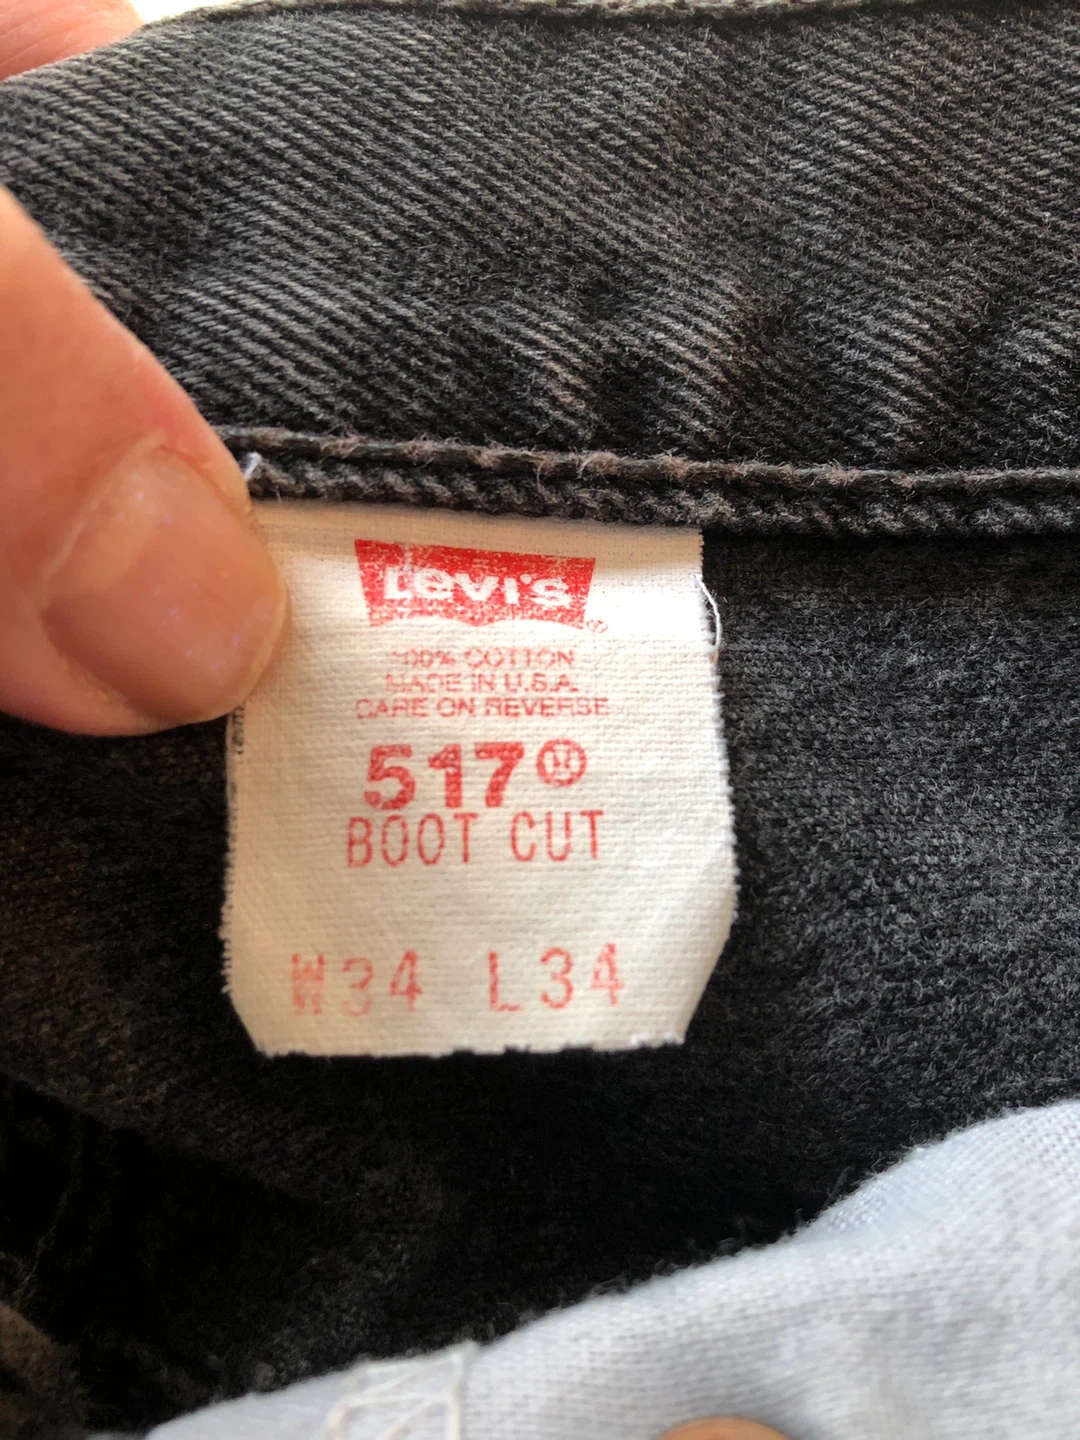 Levi's®
100% COTTON
MADE IN U.S.A.
CARE ON REVERSE
517®
BOOT CUT
W34 L34